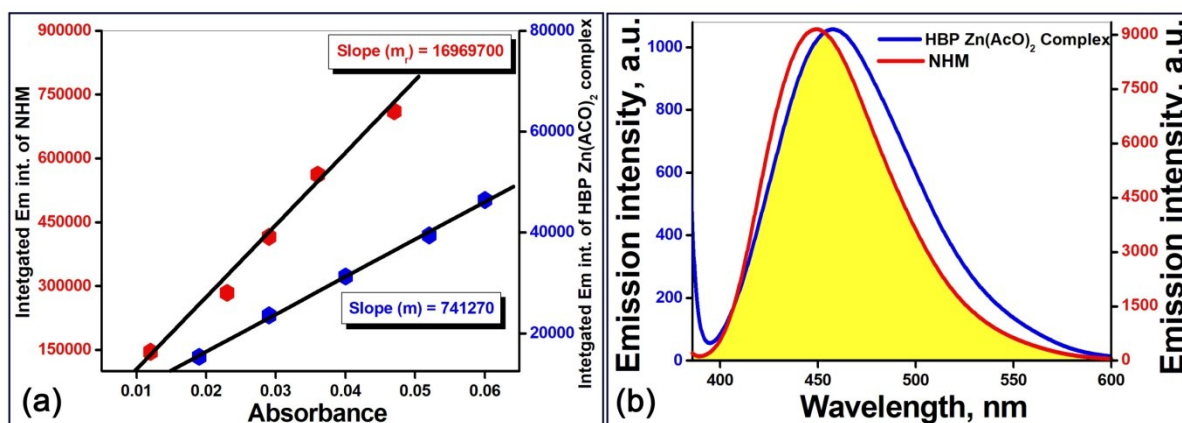 900000
750000
600000
450000
300000
150000
Intetgated Em int. of NHM
Slope (mr) = 16969700
Slope (m) = 741270
80000
60000
40000
20000
Intetgated Em int. of HBP Zn(ACO)2 complex
0.01 0.02 0.03 0.04 0.05 0.06
Absorbance
(a)
1000
800
600
400
200
0
Emission intensity, a.u.
HBP Zn(AcO)2 Complex
NHM
9000
7500
6000
4500
3000
1500
0
Emission intensity, a.u.
400 450 500 550 600
Wavelength, nm
(b)